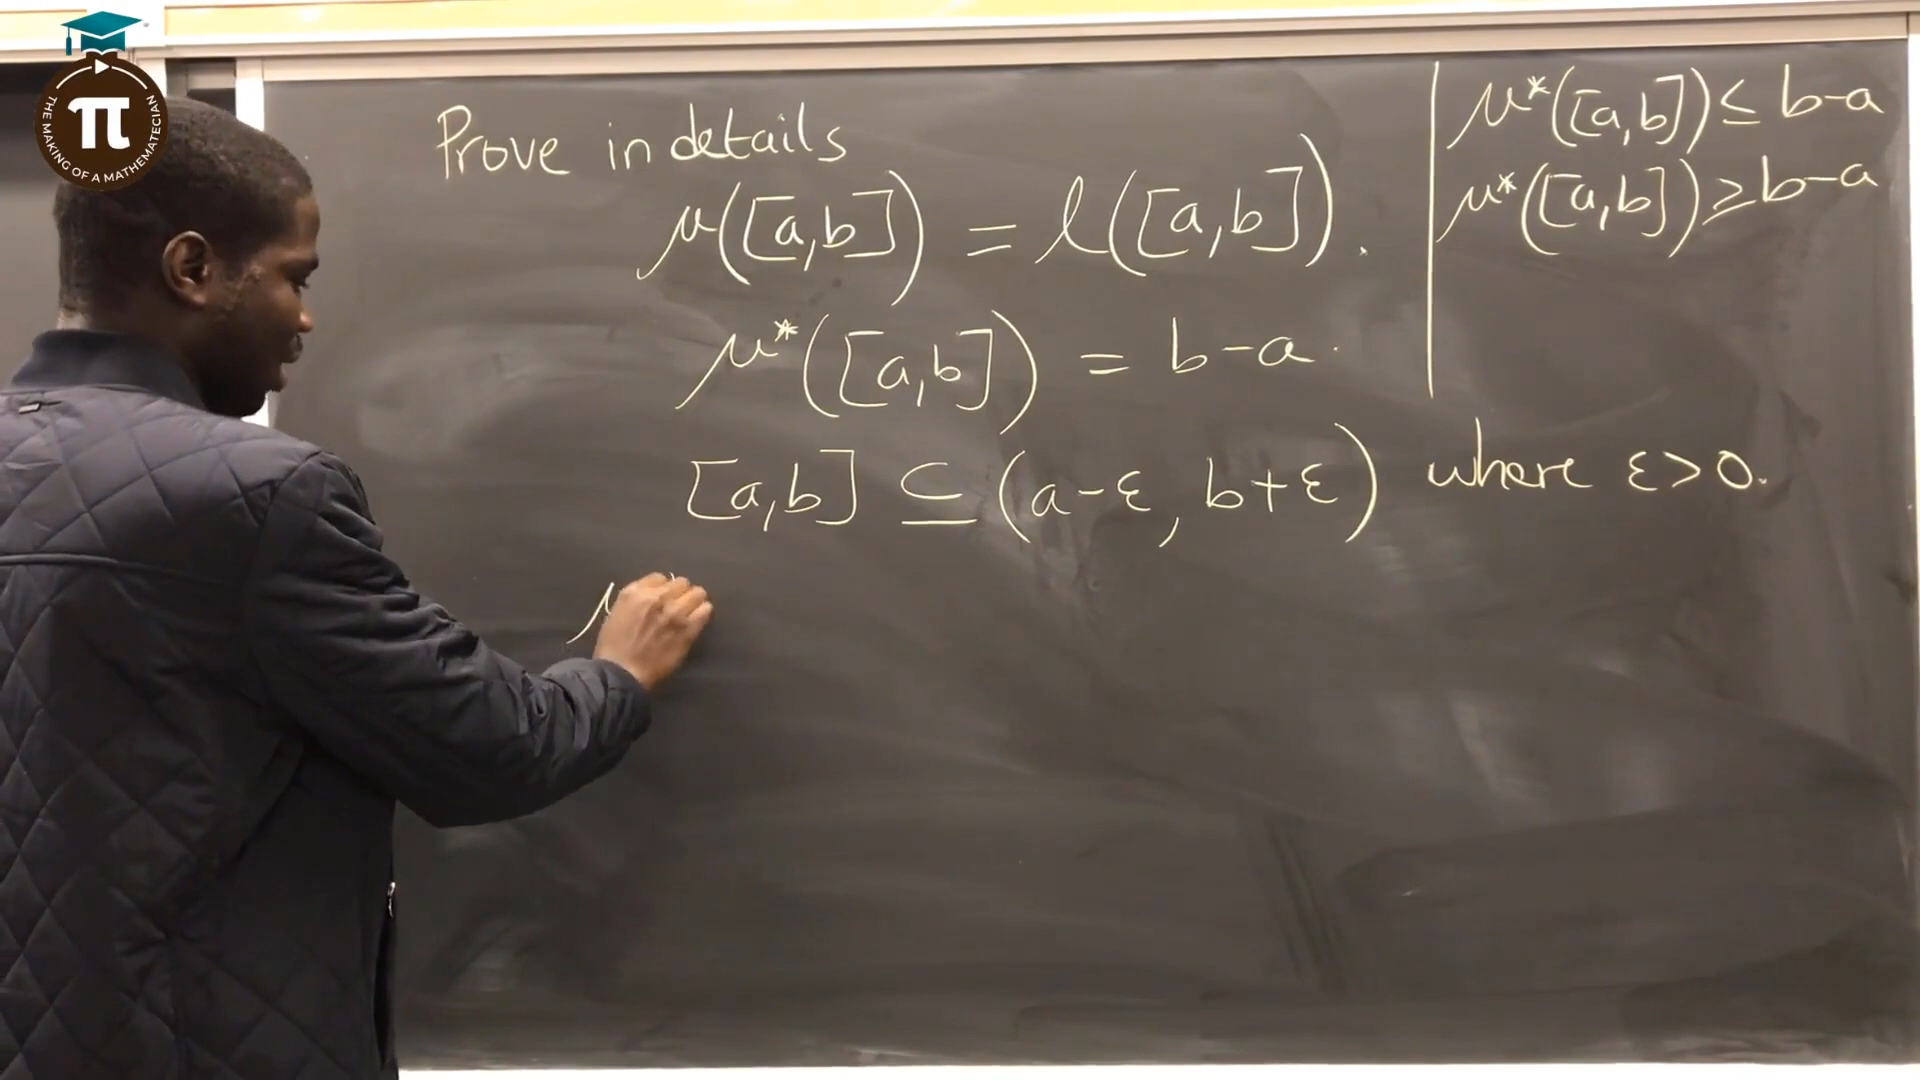 THE MAKING OF A MATHEMATECIAN
π
Prove in details
μ([a,b]) = l([a,b]).
μ*([a,b]) = b-a.
[a,b] ⊆ (a-ε, b+ε) where ε>0.
μ
μ*([a,b]) ≤ b-a
μ*([a,b]) ≥ b-a